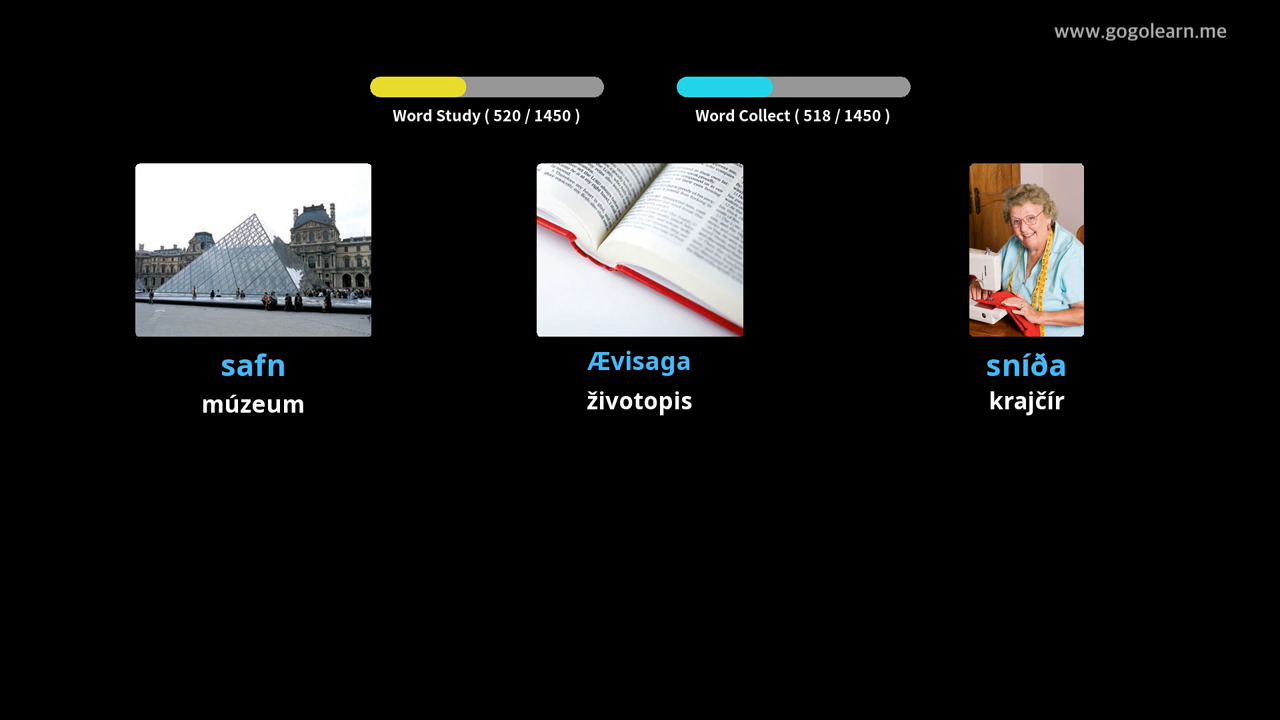 www.gogolearn.me
Word Study ( 520 / 1450 )
Word Collect ( 518 / 1450 )
safn
múzeum
Ævisaga
životopis
sníða
krajčír